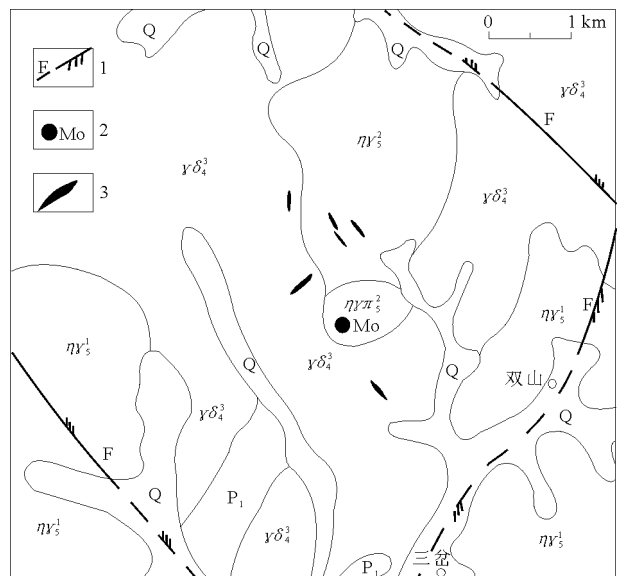 0 1 km
Q Q Q
F 1
γδ₄³
Mo 2
F
ηγ₅²
γδ₄³
γδ₄³
3
ηγπ₅²
Mo
ηγ₅¹
F
ηγ₅¹
γδ₄³
Q
Q
双山
γδ₄³
Q
F
Q
P₁
ηγ₅¹
γδ₄³
ηγ₅¹
三岔
P₁